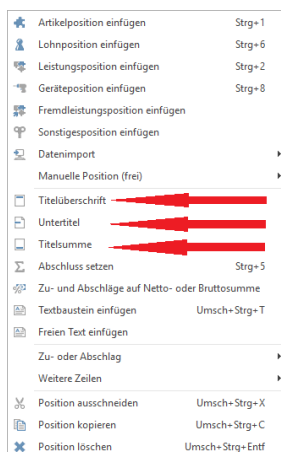 Artikelposition einfügen Strg+1
Lohnposition einfügen Strg+6
Leistungsposition einfügen Strg+2
Geräteposition einfügen Strg+8
Fremdleistungsposition einfügen
Sonstigesposition einfügen
Datenimport
Manuelle Position (frei)
Titelüberschrift
Untertitel
Titelsumme
Abschluss setzen Strg+5
Zu- und Abschläge auf Netto- oder Bruttosumme
Textbaustein einfügen Umsch+Strg+T
Freien Text einfügen
Zu- oder Abschlag
Weitere Zeilen
Position ausschneiden Umsch+Strg+X
Position kopieren Umsch+Strg+C
Position löschen Umsch+Strg+Entf